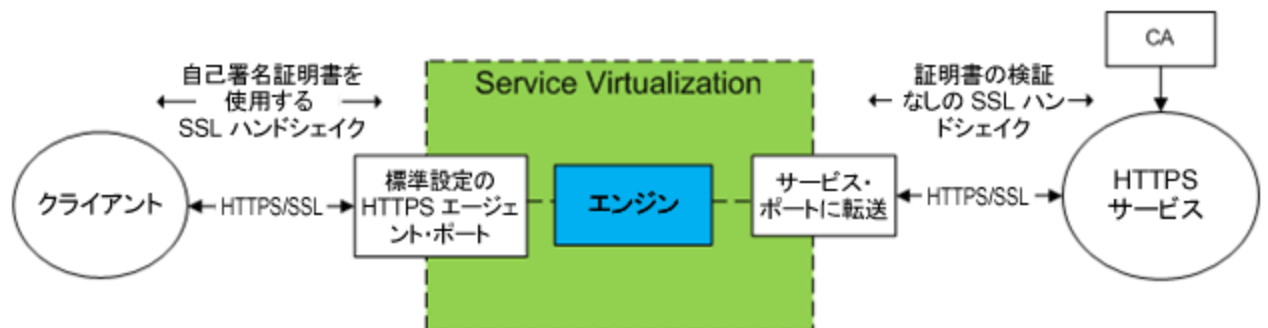 CA
自己署名証明書を
使用する
SSL ハンドシェイク
Service Virtualization
証明書の検証
なしの SSL ハン
ドシェイク
クライアント
HTTPS/SSL
標準設定の
HTTPS エージェ
ント・ポート
エンジン
サービス・
ポートに転送
HTTPS/SSL
HTTPS
サービス